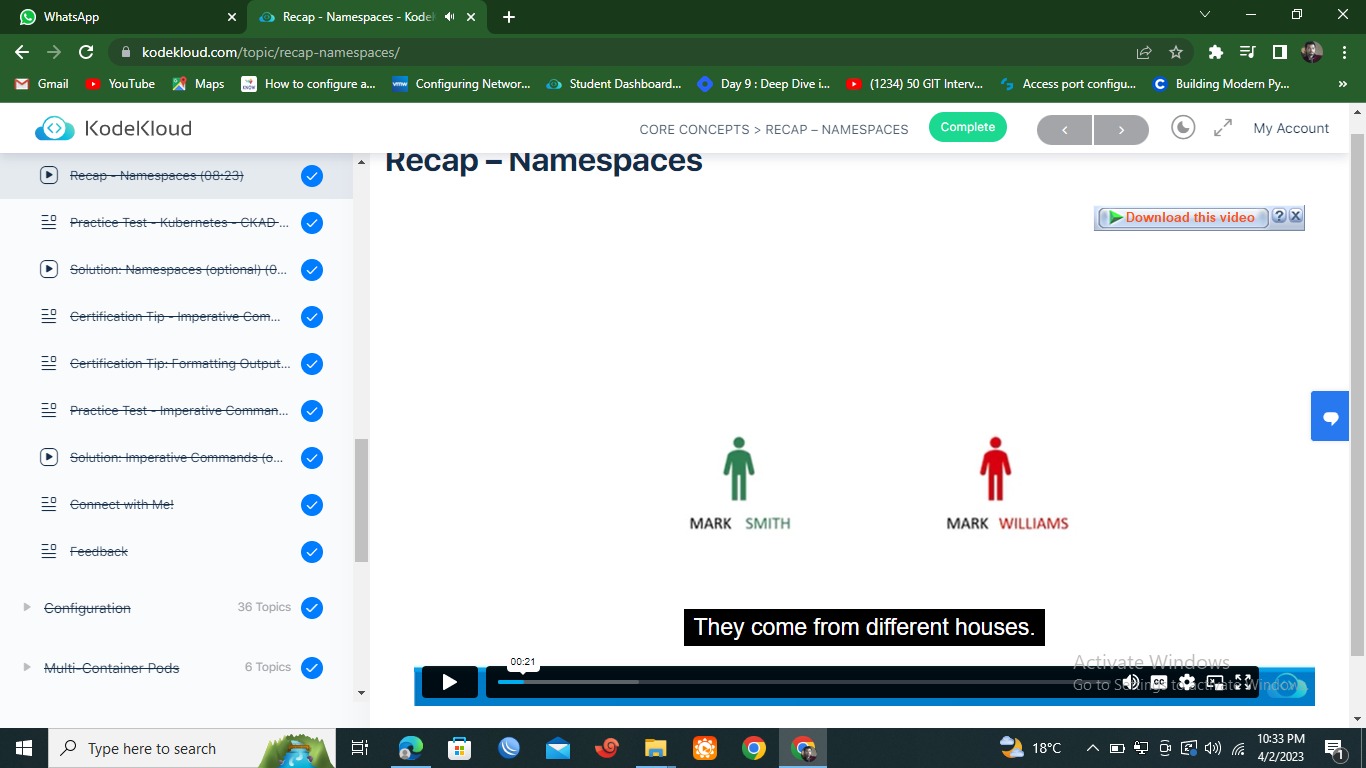 WhatsApp
Recap - Namespaces - KodeKl
kodekloud.com/topic/recap-namespaces/
Gmail
YouTube
Maps
How to configure a...
Configuring Networ...
Student Dashboard...
Day 9 : Deep Dive i...
(1234) 50 GIT Interv...
Access port configu...
Building Modern Py...
»
KodeKloud
CORE CONCEPTS > RECAP – NAMESPACES
Complete
<
>
My Account
Recap - Namespaces (08:23)
Practice Test - Kubernetes - CKAD ...
Solution: Namespaces (optional) (0...
Certification Tip - Imperative Com...
Certification Tip: Formatting Output...
Practice Test - Imperative Comman...
Solution: Imperative Commands (o...
Connect with Me!
Feedback
Configuration 36 Topics
Multi-Container Pods 6 Topics
Recap – Namespaces
Download this video ? X
MARK SMITH
MARK WILLIAMS
They come from different houses.
00:21
CC
Activate Windows
Go to Settings to activate Windows.
Type here to search
18°C
10:33 PM
4/2/2023
1